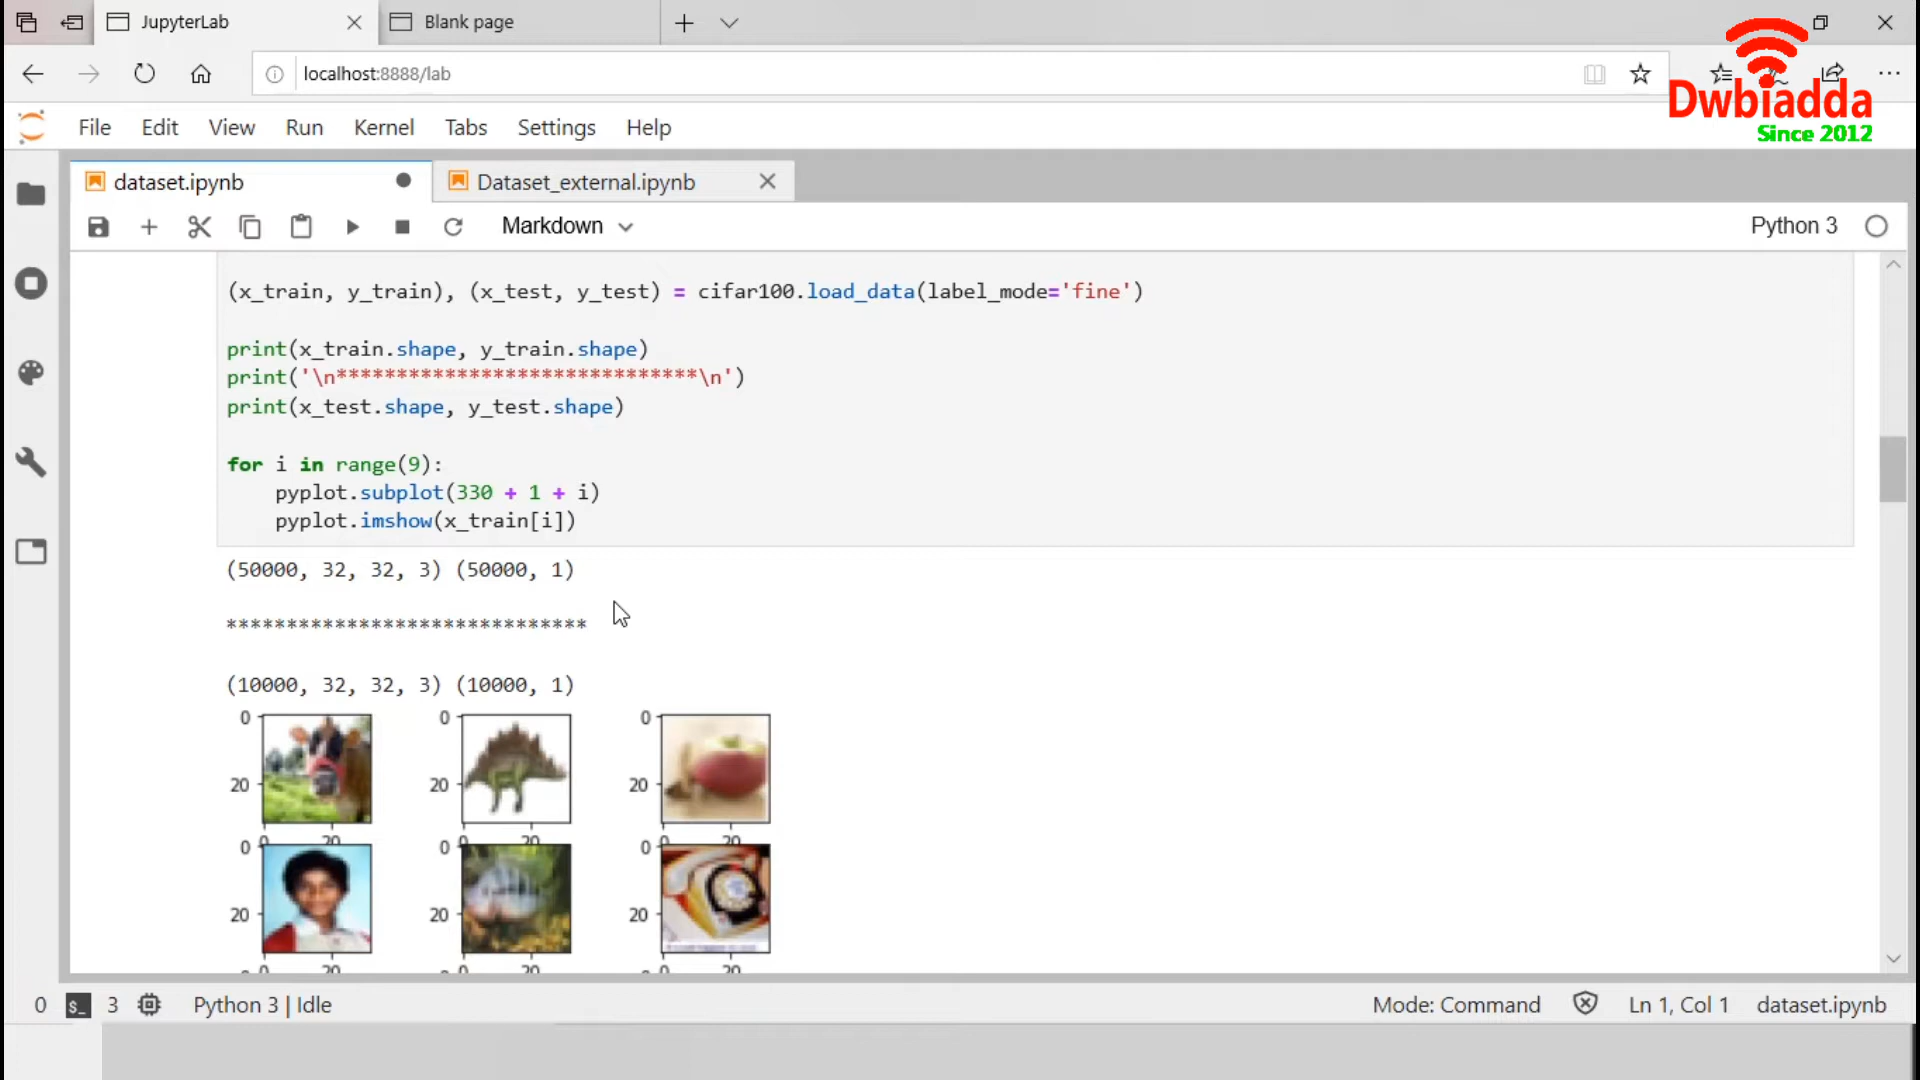 JupyterLab
Blank page
localhost:8888/lab
Dwbiadda
Since 2012
File Edit View Run Kernel Tabs Settings Help
dataset.ipynb
Dataset_external.ipynb
Markdown
Python 3
(x_train, y_train), (x_test, y_test) = cifar100.load_data(label_mode='fine')
print(x_train.shape, y_train.shape)
print('\n******************************\n')
print(x_test.shape, y_test.shape)
for i in range(9):
    pyplot.subplot(330 + 1 + i)
    pyplot.imshow(x_train[i])
(50000, 32, 32, 3) (50000, 1)
******************************
(10000, 32, 32, 3) (10000, 1)
0 0 0
20 20 20
0 20 0 20 0 20
0 0 0
20 20 20
0 20 0 20 0 20
0 $_ 3 Python 3 | Idle Mode: Command Ln 1, Col 1 dataset.ipynb